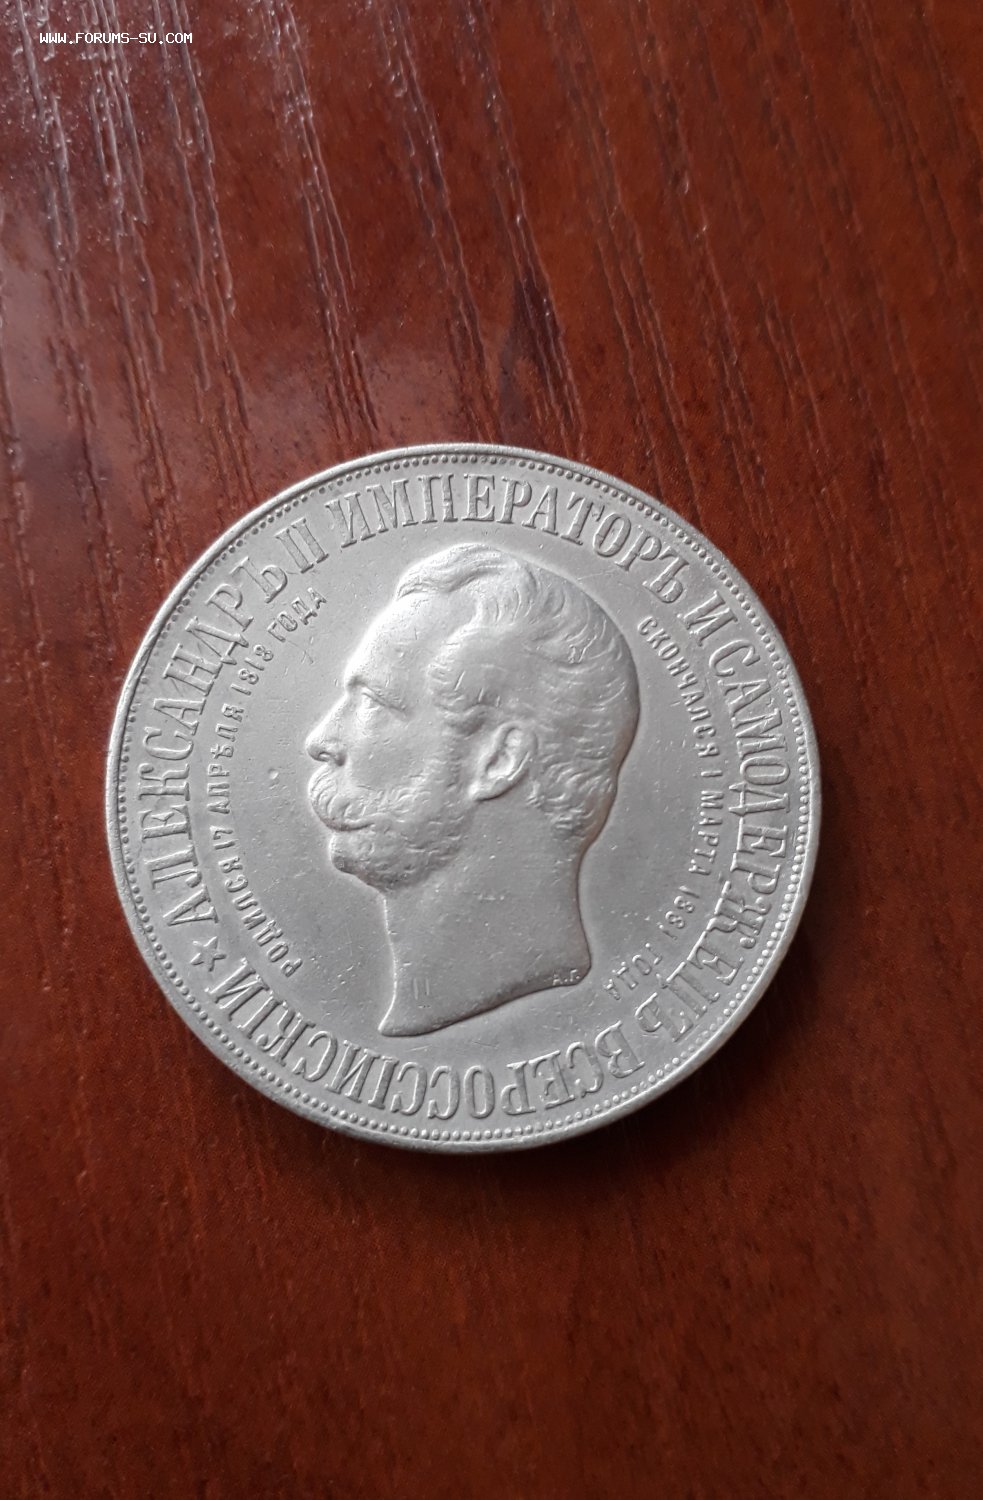 WWW.FORUMS-SU.COM
АЛЕКСАНДРЪ II ИМПЕРАТОРЪ И САМОДЕРЖЕЦЪ ВСЕРОССІЙСКІЙ
РОДИЛСЯ 17 АПРѢЛЯ 1818 ГОДА
СКОНЧАЛСЯ 1 МАРТА 1881 ГОДА
А.Г.